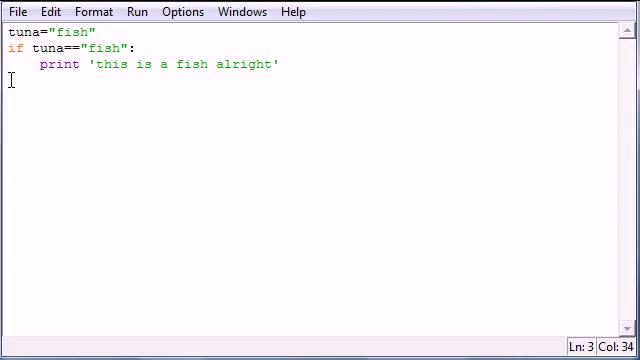 File Edit Format Run Options Windows Help
tuna="fish"
if tuna=="fish":
    print 'this is a fish alright'
Ln: 3 Col: 34